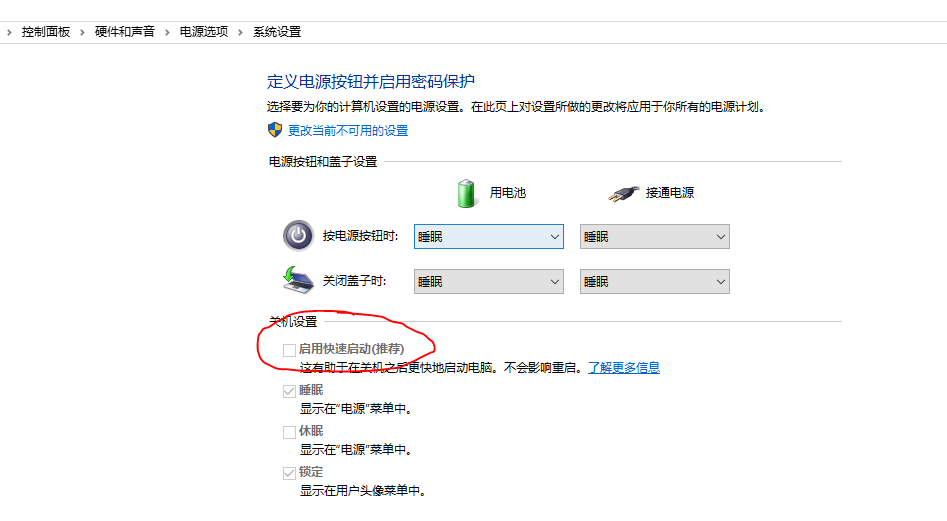 控制面板 › 硬件和声音 › 电源选项 › 系统设置
定义电源按钮并启用密码保护
选择要为你的计算机设置的电源设置。在此页上对设置所做的更改将应用于你所有的电源计划。
更改当前不可用的设置
电源按钮和盖子设置
用电池 接通电源
按电源按钮时: 睡眠 睡眠
关闭盖子时: 睡眠 睡眠
关机设置
启用快速启动(推荐)
这有助于在关机之后更快地启动电脑。不会影响重启。了解更多信息
睡眠
显示在"电源"菜单中。
休眠
显示在"电源"菜单中。
锁定
显示在用户头像菜单中。